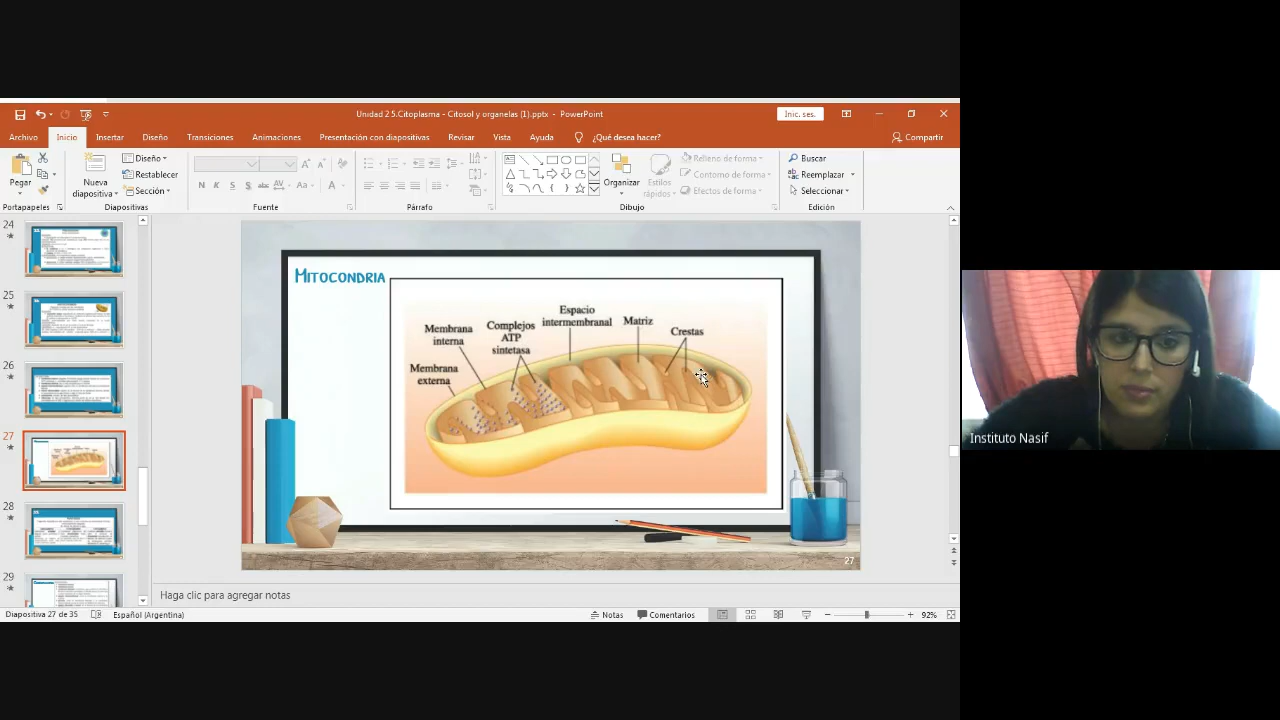 Unidad 2 5.Citoplasma - Citosol y organelas (1).pptx - PowerPoint
Inic. ses.
Archivo Inicio Insertar Diseño Transiciones Animaciones Presentación con diapositivas Revisar Vista Ayuda ¿Qué desea hacer? Compartir
Pegar
Nueva
diapositiva
Diseño
Restablecer
Sección
N K S S abc AV Aa A
Organizar
Estilos
rápidos
Relleno de forma
Contorno de forma
Efectos de forma
Buscar
Reemplazar
Seleccionar
Portapapeles Diapositivas Fuente Párrafo Dibujo Edición
24
25
26
27
28
29
MITOCONDRIA
Membrana
interna
Complejos
ATP
sintetasa
Espacio
intermembranal
Matriz
Crestas
Membrana
externa
27
Haga clic para agregar notas
Diapositiva 27 de 35 Español (Argentina) Notas Comentarios 92%
Instituto Nasif